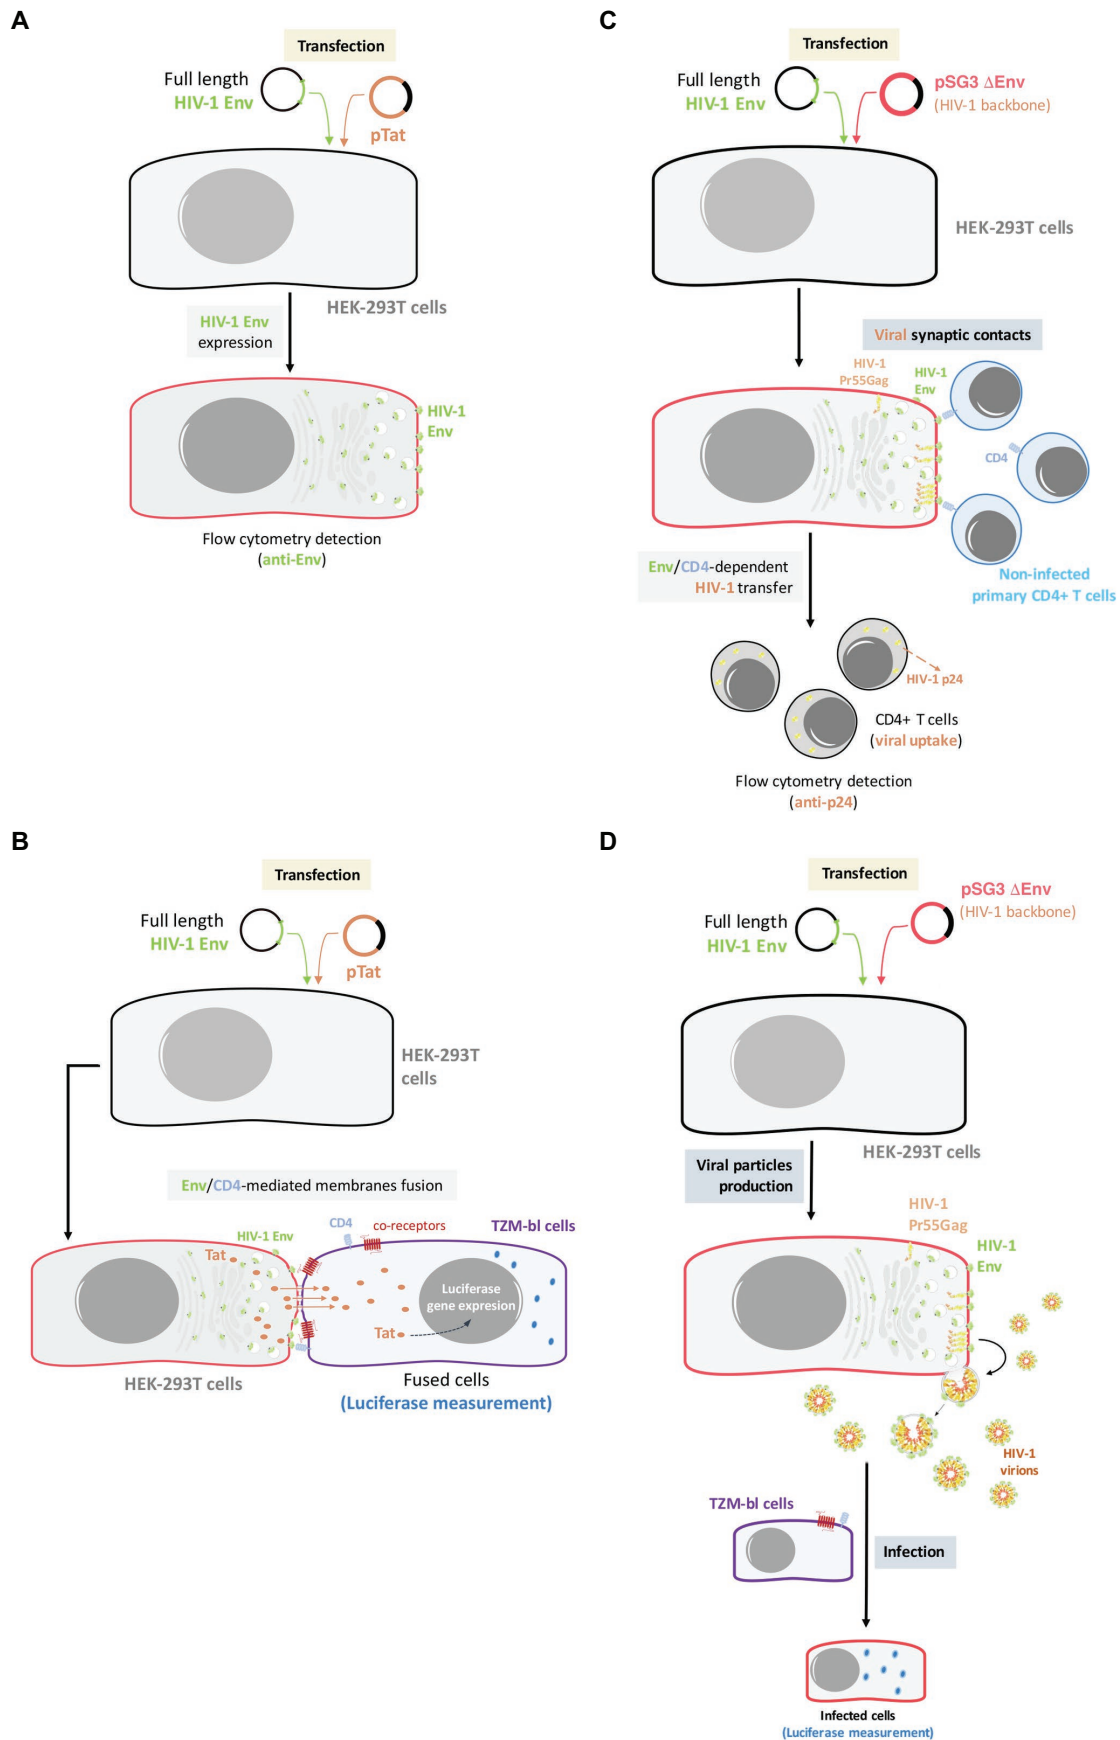 A
Transfection
Full length
HIV-1 Env
pTat
HEK-293T cells
HIV-1 Env
expression
HIV-1
Env
Flow cytometry detection
(anti-Env)
C
Transfection
Full length
HIV-1 Env
pSG3 ΔEnv
(HIV-1 backbone)
HEK-293T cells
Viral synaptic contacts
HIV-1
Pr55Gag
HIV-1
Env
CD4
Non-infected
primary CD4+ T cells
Env/CD4-dependent
HIV-1 transfer
HIV-1 p24
CD4+ T cells
(viral uptake)
Flow cytometry detection
(anti-p24)
B
Transfection
Full length
HIV-1 Env
pTat
HEK-293T
cells
Env/CD4-mediated membranes fusion
HIV-1 Env
CD4
co-receptors
TZM-bl cells
Tat
Luciferase
gene expresion
Tat
HEK-293T cells
Fused cells
(Luciferase measurement)
D
Transfection
Full length
HIV-1 Env
pSG3 ΔEnv
(HIV-1 backbone)
HEK-293T cells
Viral particles
production
HIV-1
Pr55Gag
HIV-1
Env
HIV-1
virions
TZM-bl cells
Infection
Infected cells
(Luciferase measurement)